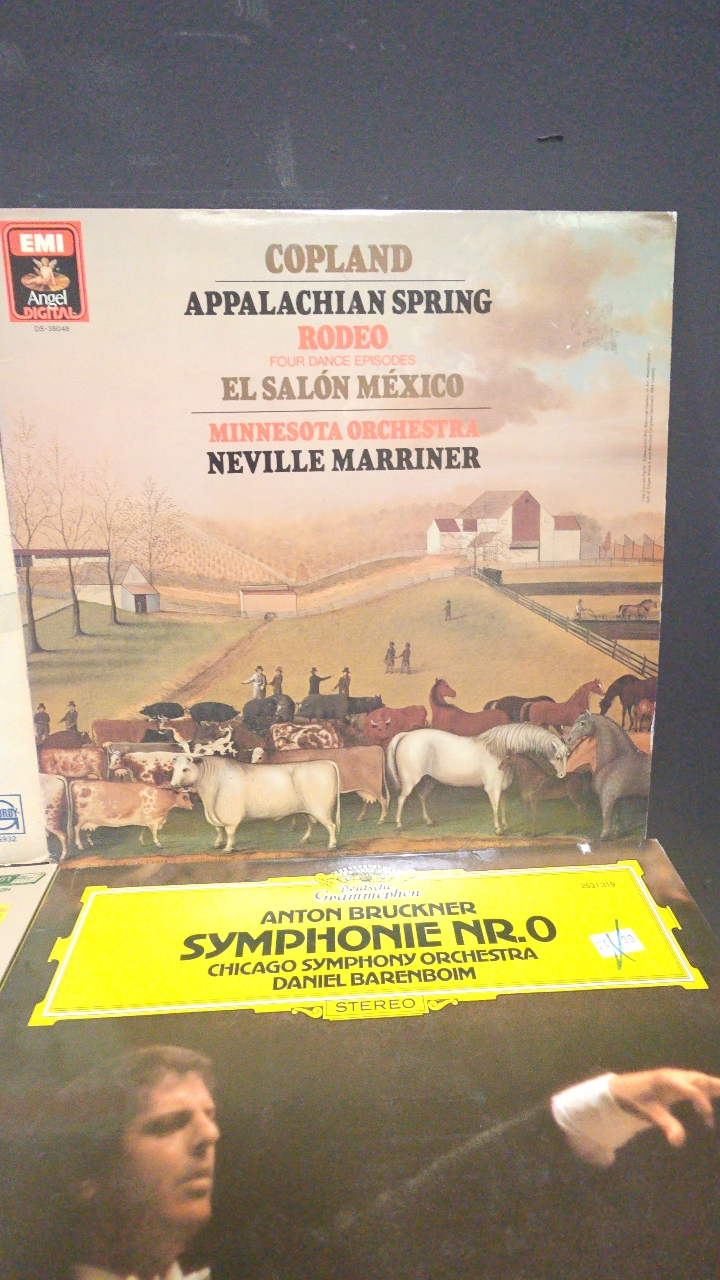 EMI
Angel
DIGITAL
DS-38048
COPLAND
APPALACHIAN SPRING
RODEO
FOUR DANCE EPISODES
EL SALÓN MÉXICO
MINNESOTA ORCHESTRA
NEVILLE MARRINER
Deutsche
Grammophon
2531 319
ANTON BRUCKNER
SYMPHONIE NR.0
CHICAGO SYMPHONY ORCHESTRA
DANIEL BARENBOIM
STEREO